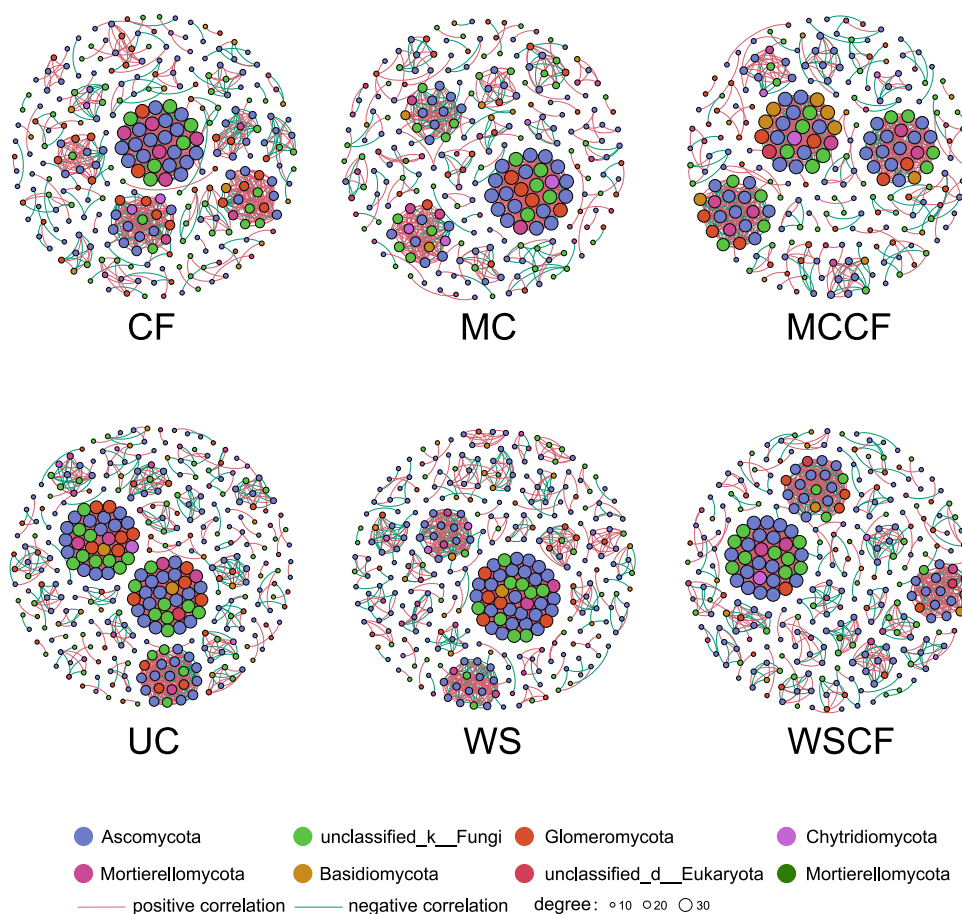 CF MC MCCF
UC WS WSCF
Ascomycota unclassified_k__Fungi Glomeromycota Chytridiomycota
Mortierellomycota Basidiomycota unclassified_d__Eukaryota Mortierellomycota
positive correlation negative correlation degree: 10 20 30